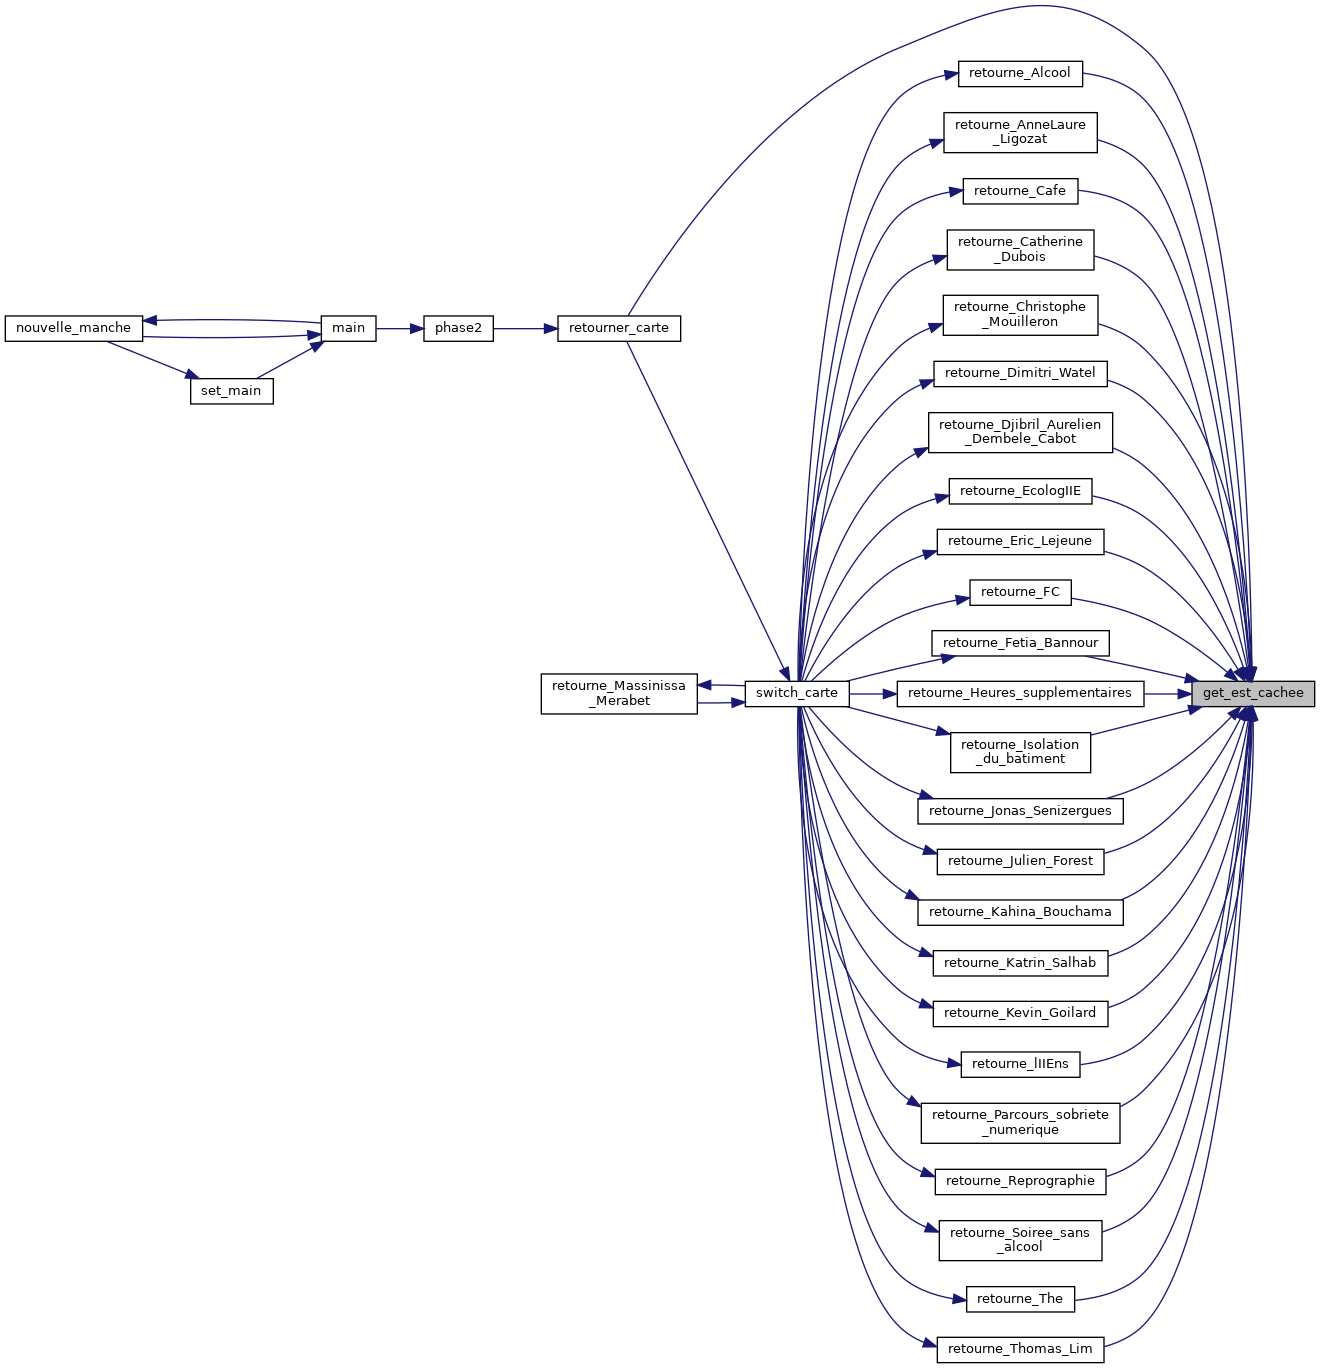 retourne_Alcool
retourne_AnneLaure
_Ligozat
retourne_Cafe
retourne_Catherine
_Dubois
retourne_Christophe
_Mouilleron
nouvelle_manche
main
phase2
retourner_carte
set_main
retourne_Dimitri_Watel
retourne_Djibril_Aurelien
_Dembele_Cabot
retourne_EcologIIE
retourne_Eric_Lejeune
retourne_FC
retourne_Fetia_Bannour
retourne_Massinissa
_Merabet
switch_carte
retourne_Heures_supplementaires
get_est_cachee
retourne_Isolation
_du_batiment
retourne_Jonas_Senizergues
retourne_Julien_Forest
retourne_Kahina_Bouchama
retourne_Katrin_Salhab
retourne_Kevin_Goilard
retourne_lIIEns
retourne_Parcours_sobriete
_numerique
retourne_Reprographie
retourne_Soiree_sans
_alcool
retourne_The
retourne_Thomas_Lim